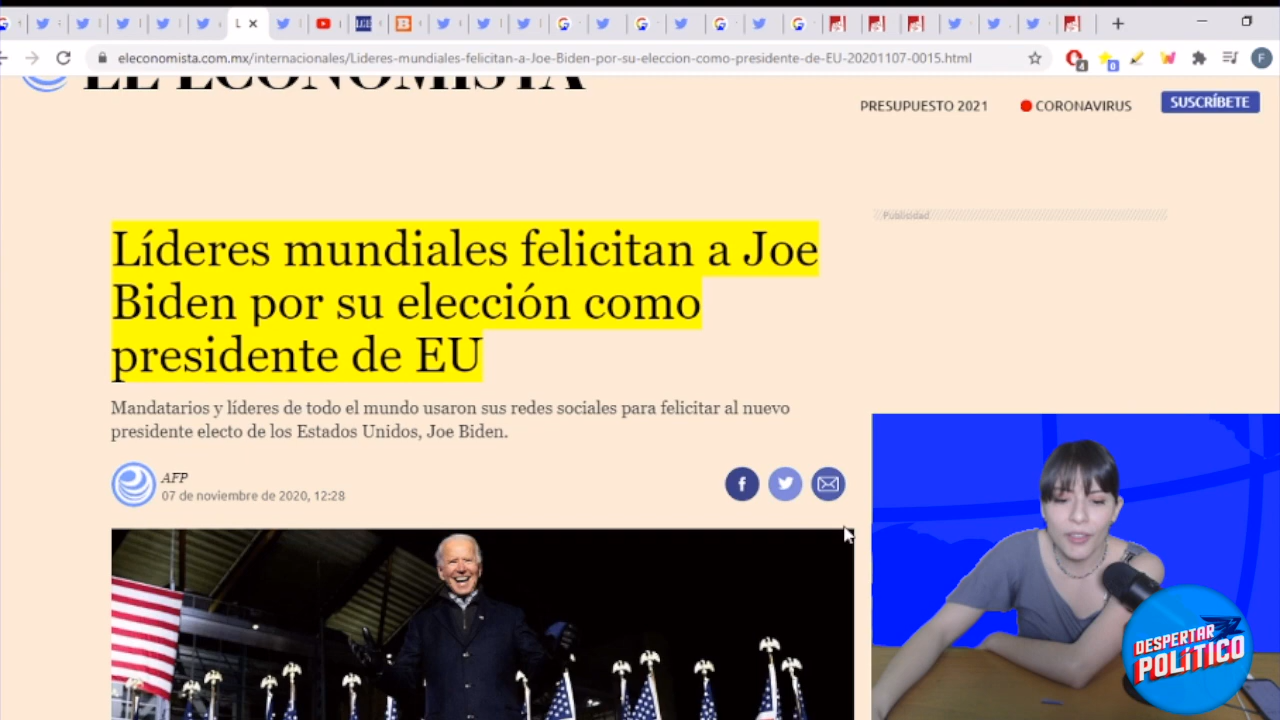 eleconomista.com.mx/internacionales/Lideres-mundiales-felicitan-a-Joe-Biden-por-su-eleccion-como-presidente-de-EU-20201107-0015.html
EL ECONOMISTA
PRESUPUESTO 2021
CORONAVIRUS
SUSCRÍBETE
Publicidad
Líderes mundiales felicitan a Joe
Biden por su elección como
presidente de EU
Mandatarios y líderes de todo el mundo usaron sus redes sociales para felicitar al nuevo
presidente electo de los Estados Unidos, Joe Biden.
AFP
07 de noviembre de 2020, 12:28
DESPERTAR
POLÍTICO